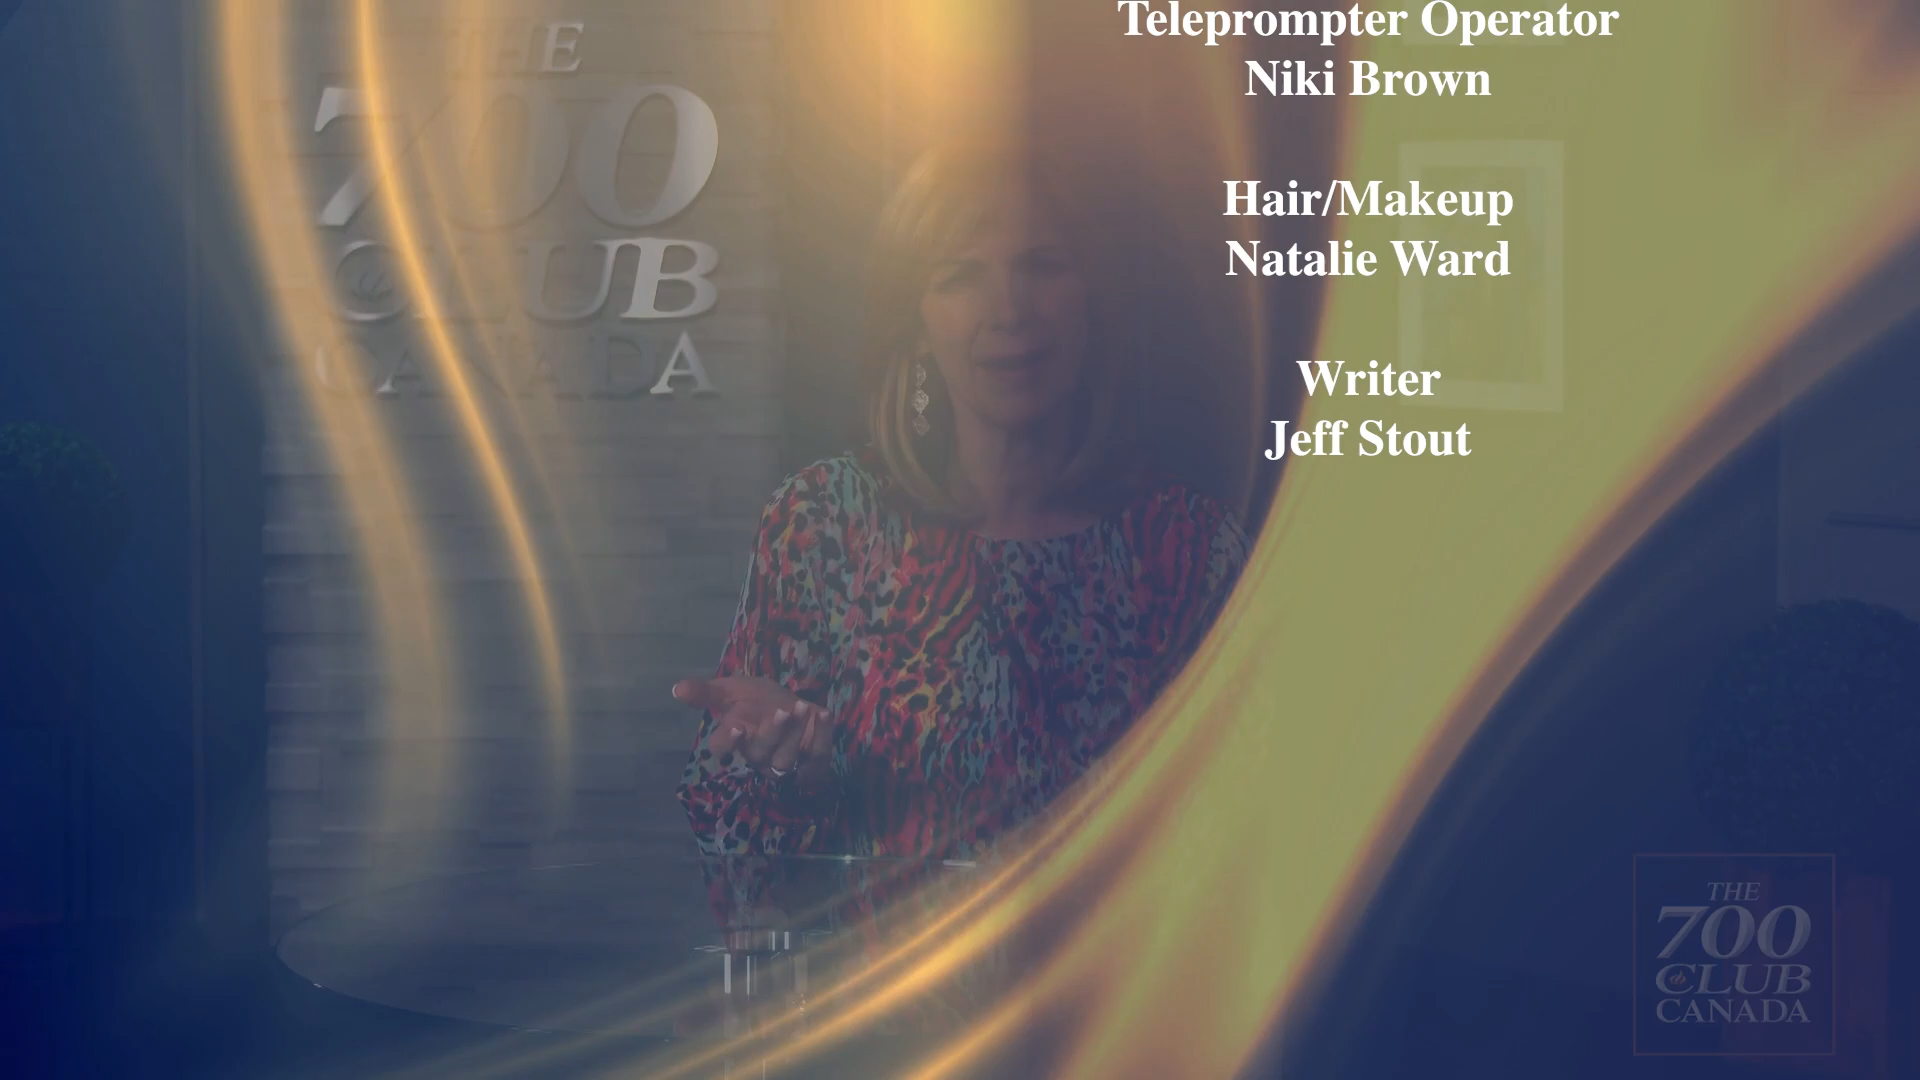 THE
700
CLUB
CANADA
Teleprompter Operator
Niki Brown
Hair/Makeup
Natalie Ward
Writer
Jeff Stout
THE
700
CLUB
CANADA